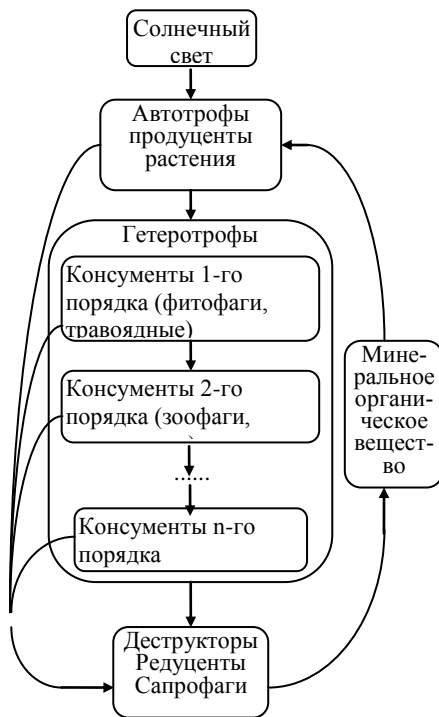 Солнечный
свет
Автотрофы
продуценты
растения
Гетеротрофы
Консументы 1-го
порядка (фитофаги,
травоядные)
Консументы 2-го
порядка (зоофаги,
......
Консументы n-го
порядка
Мине-
ральное
органи-
ческое
вещест-
во
Деструкторы
Редуценты
Сапрофаги